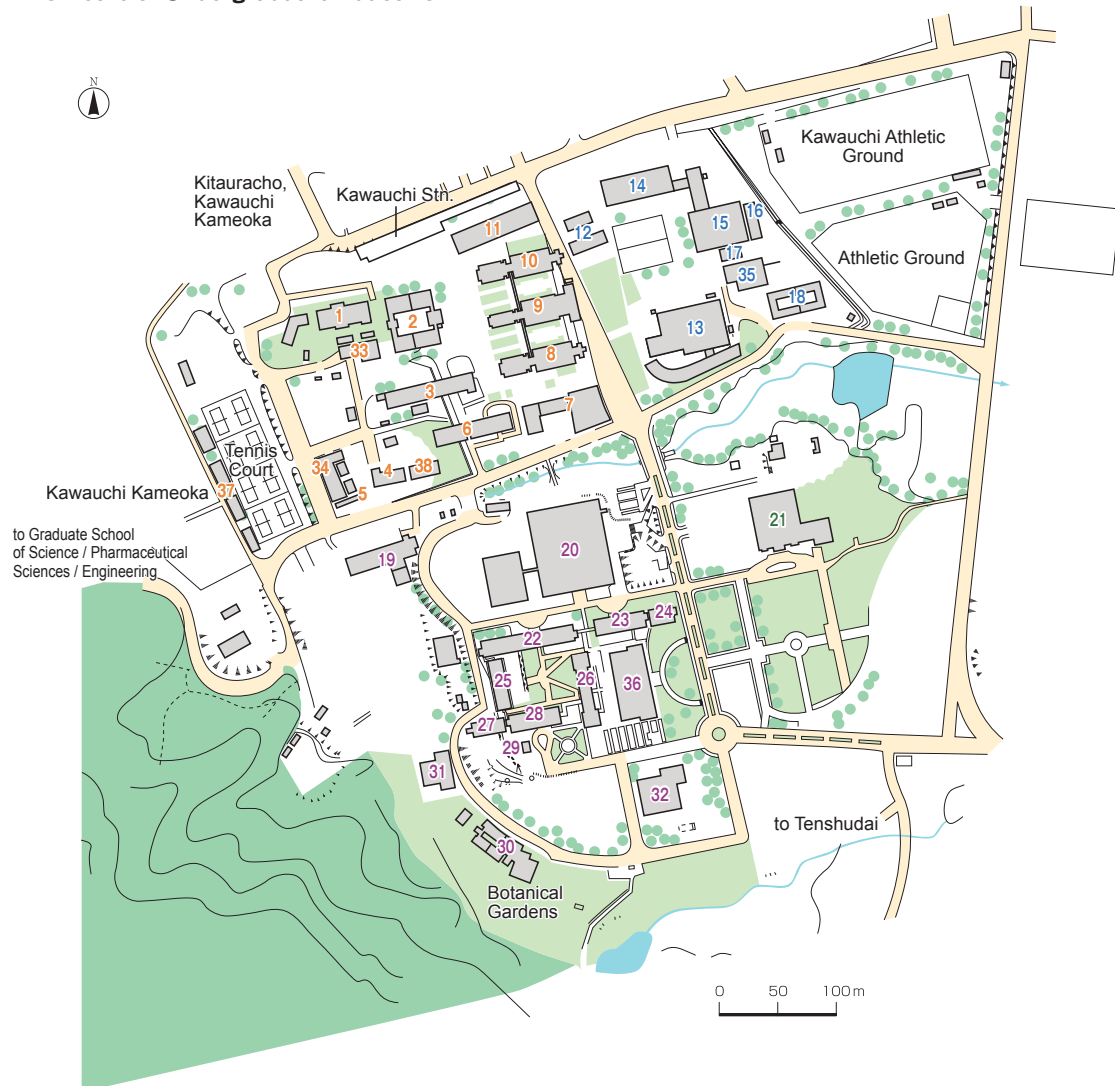 N
Kitauracho,
Kawauchi
Kameoka
Kawauchi Stn.
Kawauchi Athletic
Ground
Athletic Ground
14
16
15
12
17
35
18
13
11
10
9
8
7
1
2
33
3
6
34
4
38
5
Tennis
Court
37
Kawauchi Kameoka
to Graduate School
of Science / Pharmaceutical
Sciences / Engineering
19
20
21
22
23
24
25
26
36
27
28
29
31
32
30
to Tenshudai
Botanical
Gardens
0 50 100m